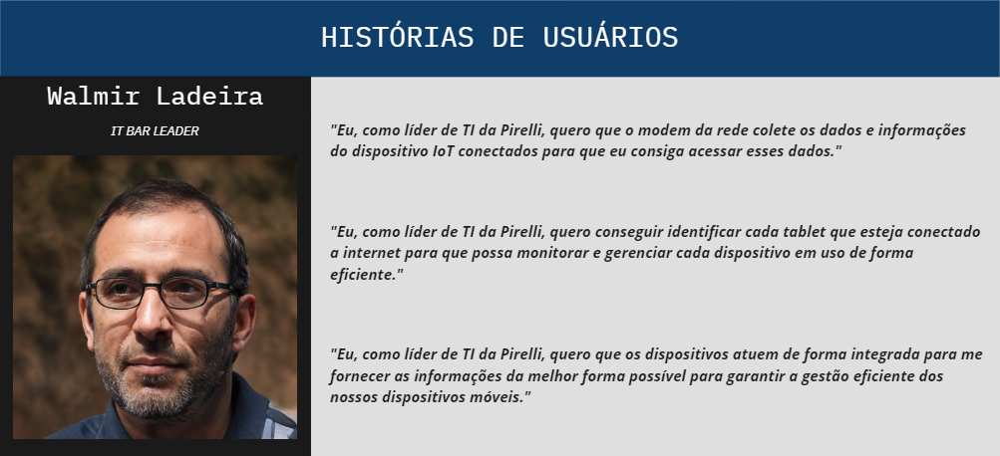 HISTÓRIAS DE USUÁRIOS
Walmir Ladeira
IT BAR LEADER
"Eu, como líder de TI da Pirelli, quero que o modem da rede colete os dados e informações
do dispositivo IoT conectados para que eu consiga acessar esses dados."
"Eu, como líder de TI da Pirelli, quero conseguir identificar cada tablet que esteja conectado
a internet para que possa monitorar e gerenciar cada dispositivo em uso de forma
eficiente."
"Eu, como líder de TI da Pirelli, quero que os dispositivos atuem de forma integrada para me
fornecer as informações da melhor forma possível para garantir a gestão eficiente dos
nossos dispositivos móveis."